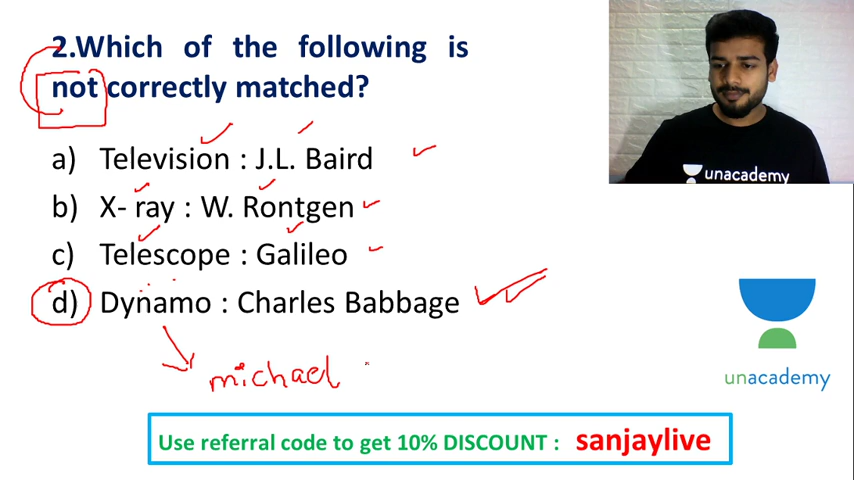 2.Which of the following is
not correctly matched?
a) Television : J.L. Baird
b) X- ray : W. Rontgen
c) Telescope : Galileo
d) Dynamo : Charles Babbage
michael
Use referral code to get 10% DISCOUNT : sanjaylive
unacademy
unacademy